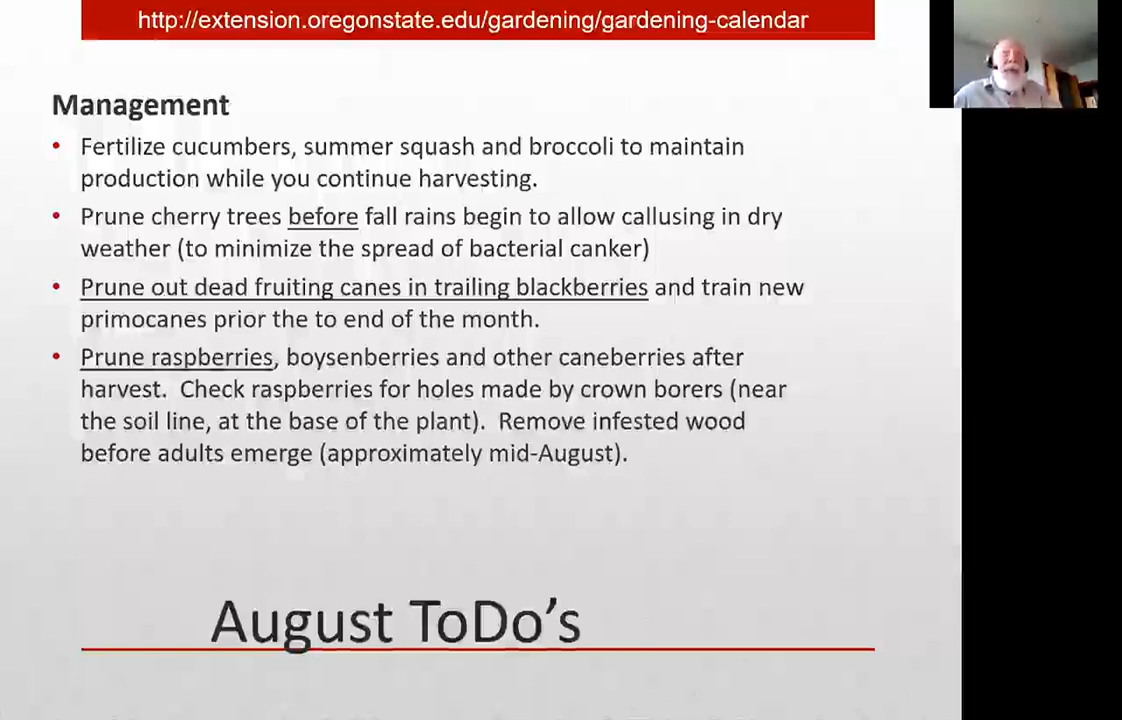 http://extension.oregonstate.edu/gardening/gardening-calendar
Management
• Fertilize cucumbers, summer squash and broccoli to maintain
production while you continue harvesting.
• Prune cherry trees before fall rains begin to allow callusing in dry
weather (to minimize the spread of bacterial canker)
• Prune out dead fruiting canes in trailing blackberries and train new
primocanes prior the to end of the month.
• Prune raspberries, boysenberries and other caneberries after
harvest. Check raspberries for holes made by crown borers (near
the soil line, at the base of the plant). Remove infested wood
before adults emerge (approximately mid-August).
August ToDo’s